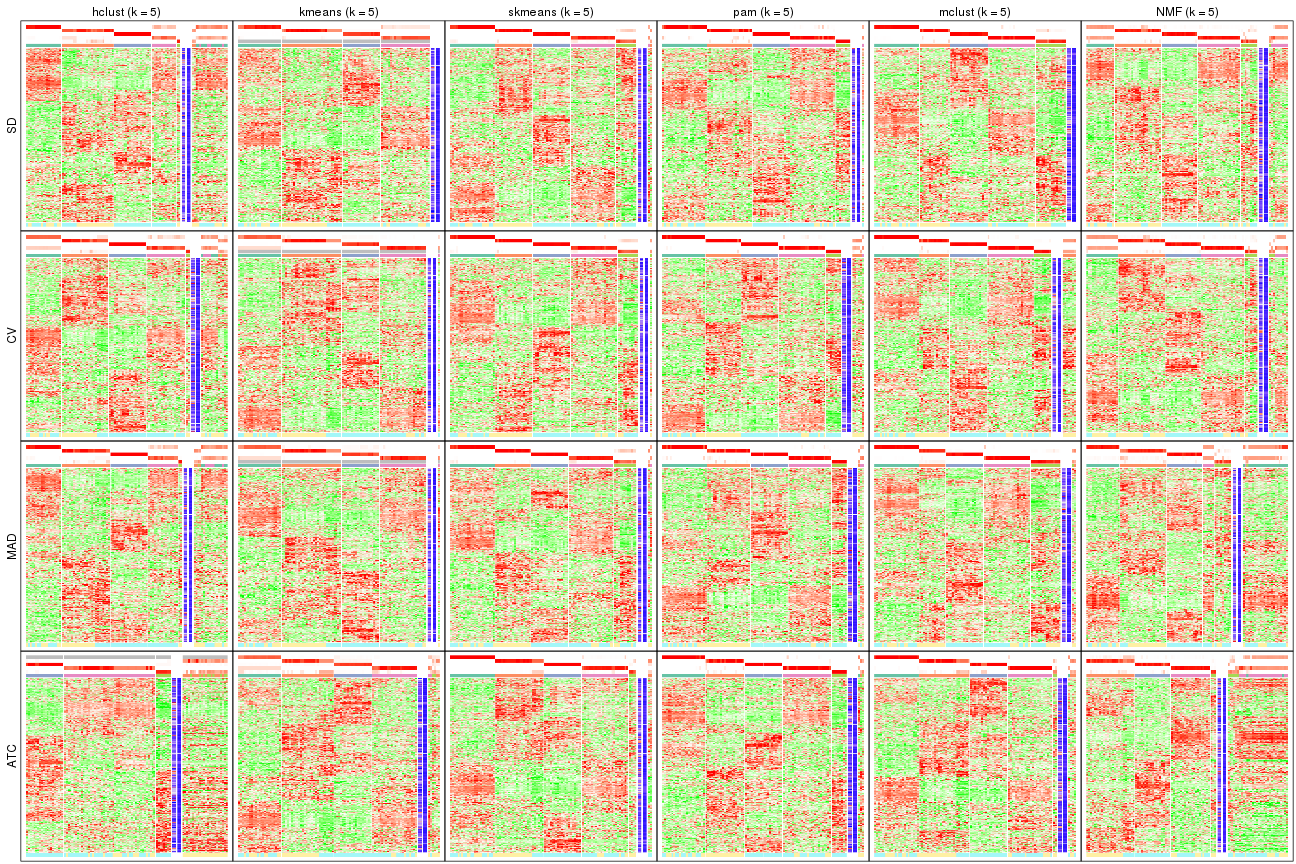 hclust (k = 5) kmeans (k = 5) skmeans (k = 5) pam (k = 5) mclust (k = 5) NMF (k = 5)
SD
CV
MAD
ATC